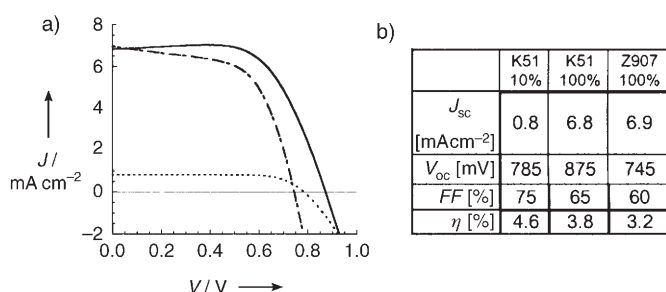 a)
8
6
4
2
0
−2
J /
mA cm⁻²
0.0 0.2 0.4 0.6 0.8 1.0
V / V
b)
K51 K51 Z907
10% 100% 100%
Jsc
[mAcm⁻²] 0.8 6.8 6.9
Voc [mV] 785 875 745
FF [%] 75 65 60
η [%] 4.6 3.8 3.2